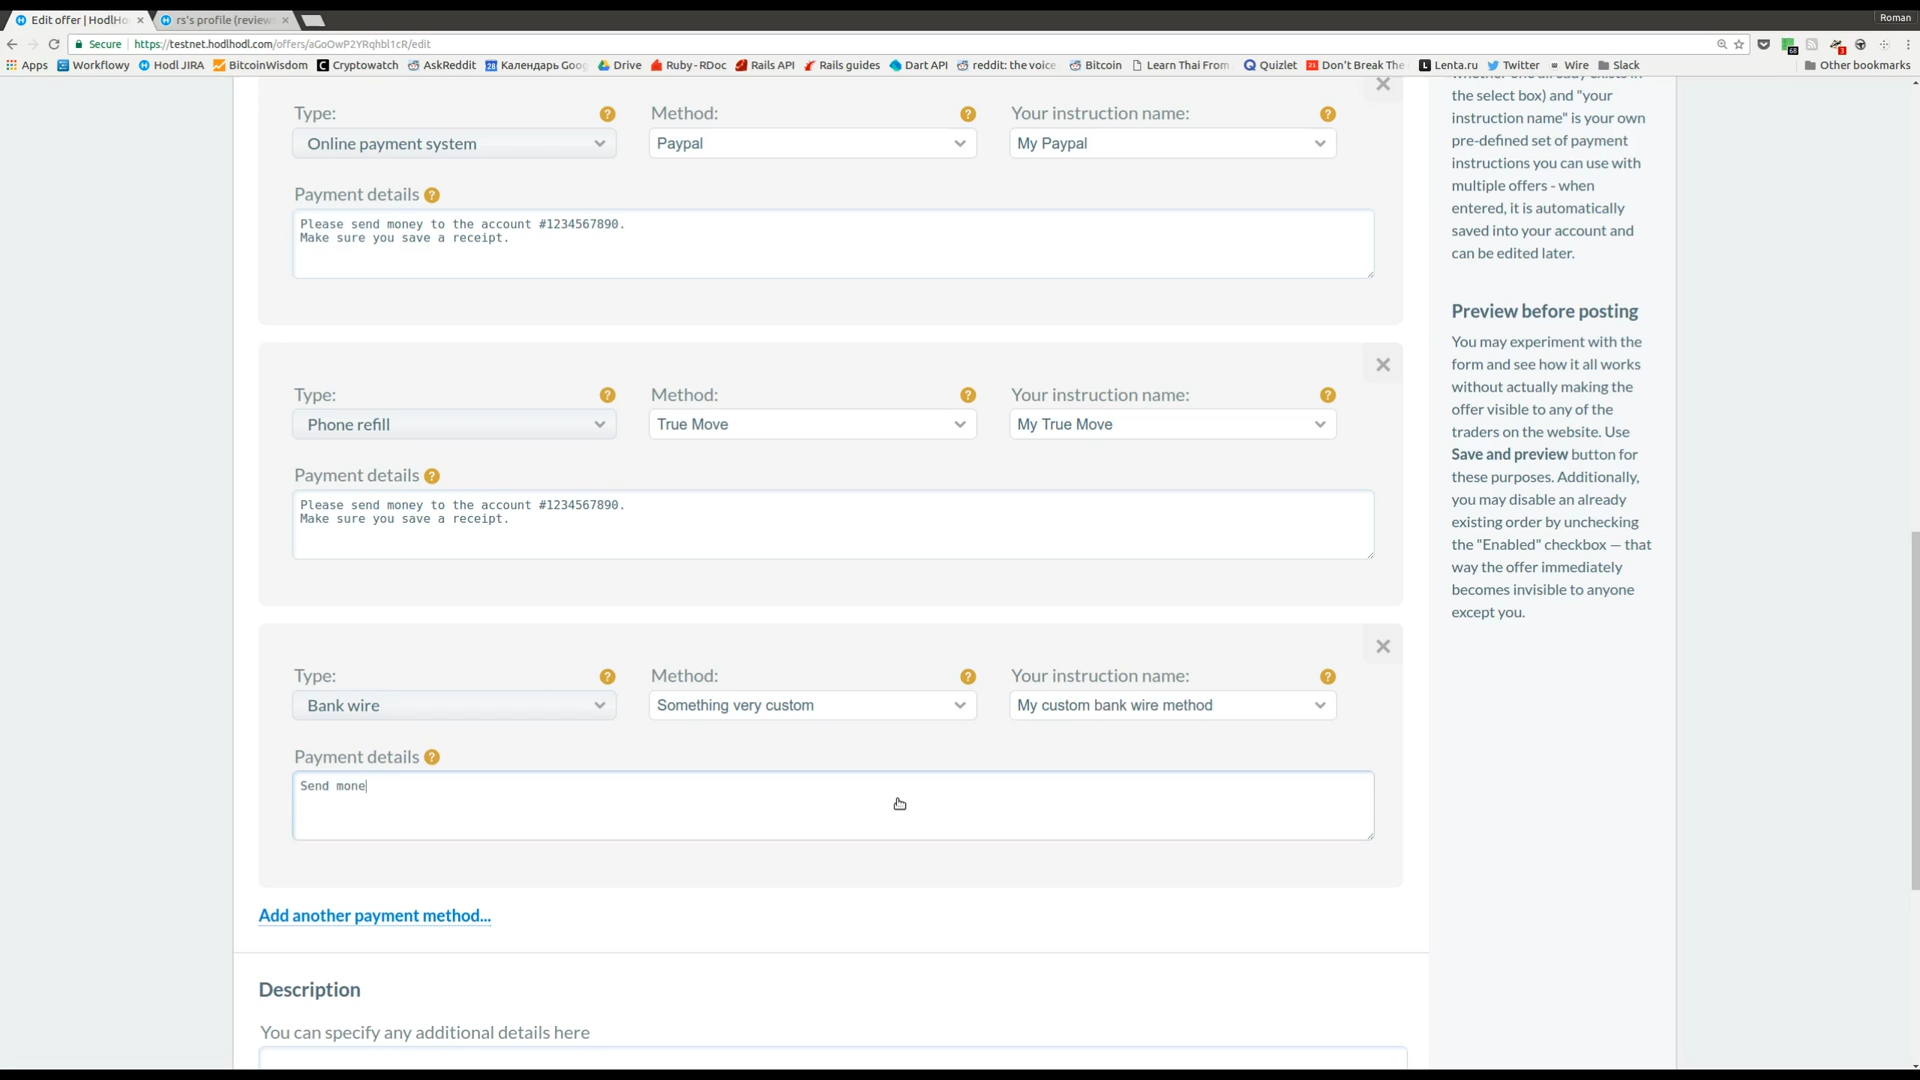 Edit offer | HodlHo
rs's profile (review
Roman
Secure
https://testnet.hodlhodl.com/offers/aGoOwP2YRqhbl1cR/edit
68
3
Apps
Workflowy
Hodl JIRA
BitcoinWisdom
Cryptowatch
AskReddit
28
Календарь Goog
Drive
Ruby - RDoc
Rails API
Rails guides
Dart API
reddit: the voice
Bitcoin
Learn Thai From
Quizlet
21
Don't Break The
Lenta.ru
Twitter
Wire
Slack
Other bookmarks
Type:
?
Method:
?
Your instruction name:
?
Online payment system
Paypal
My Paypal
Payment details ?
Please send money to the account #1234567890.
Make sure you save a receipt.
Type:
?
Method:
?
Your instruction name:
?
Phone refill
True Move
My True Move
Payment details ?
Please send money to the account #1234567890.
Make sure you save a receipt.
Type:
?
Method:
?
Your instruction name:
?
Bank wire
Something very custom
My custom bank wire method
Payment details ?
Send mone
Add another payment method...
Description
You can specify any additional details here
the select box) and "your
instruction name" is your own
pre-defined set of payment
instructions you can use with
multiple offers - when
entered, it is automatically
saved into your account and
can be edited later.
Preview before posting
You may experiment with the
form and see how it all works
without actually making the
offer visible to any of the
traders on the website. Use
Save and preview button for
these purposes. Additionally,
you may disable an already
existing order by unchecking
the "Enabled" checkbox — that
way the offer immediately
becomes invisible to anyone
except you.